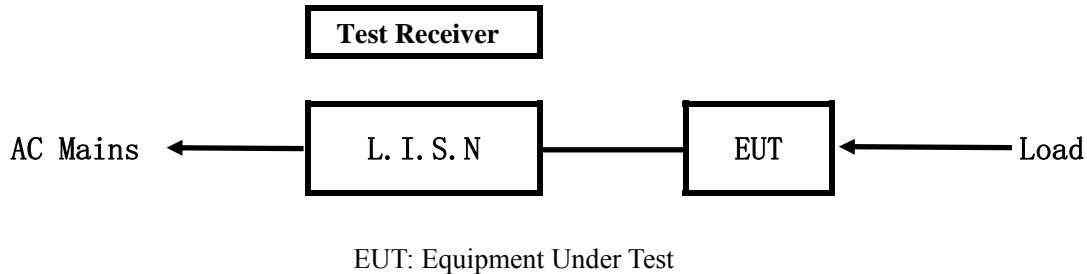 Test Receiver
AC Mains L.I.S.N EUT Load
EUT: Equipment Under Test